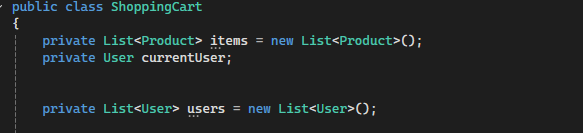 public class ShoppingCart
{
    private List<Product> items = new List<Product>();
    private User currentUser;
    private List<User> users = new List<User>();